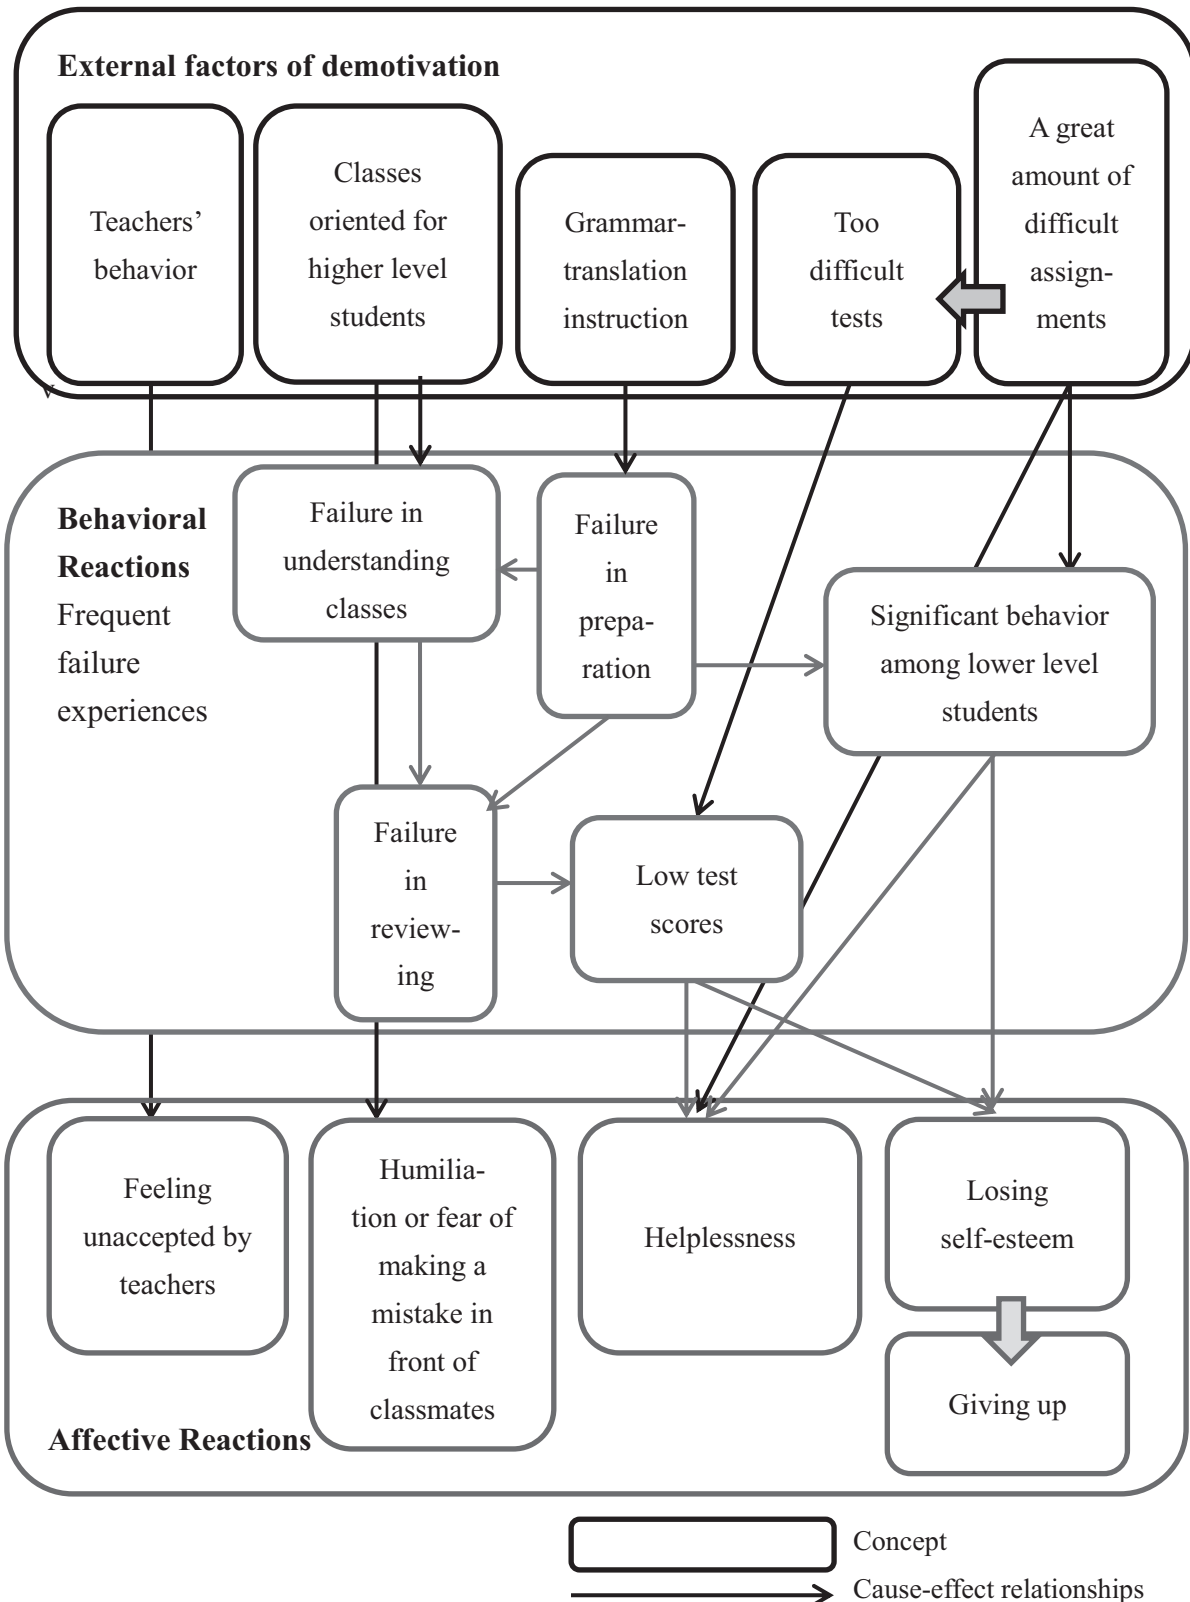 External factors of demotivation
Teachers’
behavior
Classes
oriented for
higher level
students
Grammar-
translation
instruction
Too
difficult
tests
A great
amount of
difficult
assign-
ments
v
Behavioral
Reactions
Frequent
failure
experiences
Failure in
understanding
classes
Failure
in
prepa-
ration
Significant behavior
among lower level
students
Failure
in
review-
ing
Low test
scores
Feeling
unaccepted by
teachers
Humilia-
tion or fear of
making a
mistake in
front of
classmates
Helplessness
Losing
self-esteem
Giving up
Affective Reactions
Concept
Cause-effect relationships